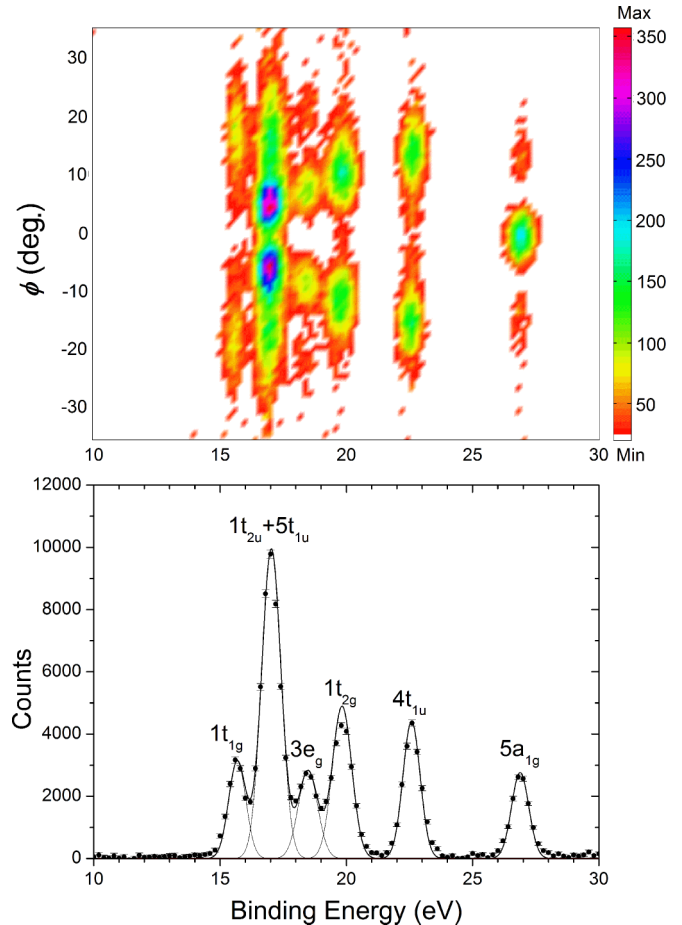 Max
30
20
10
0
-10
-20
-30
ϕ (deg.)
350
300
250
200
150
100
50
Min
10 15 20 25 30
12000
10000
8000
6000
4000
2000
0
Counts
1t₁g
1t₂u+5t₁u
3eg
1t₂g
4t₁u
5a₁g
10 15 20 25 30
Binding Energy (eV)